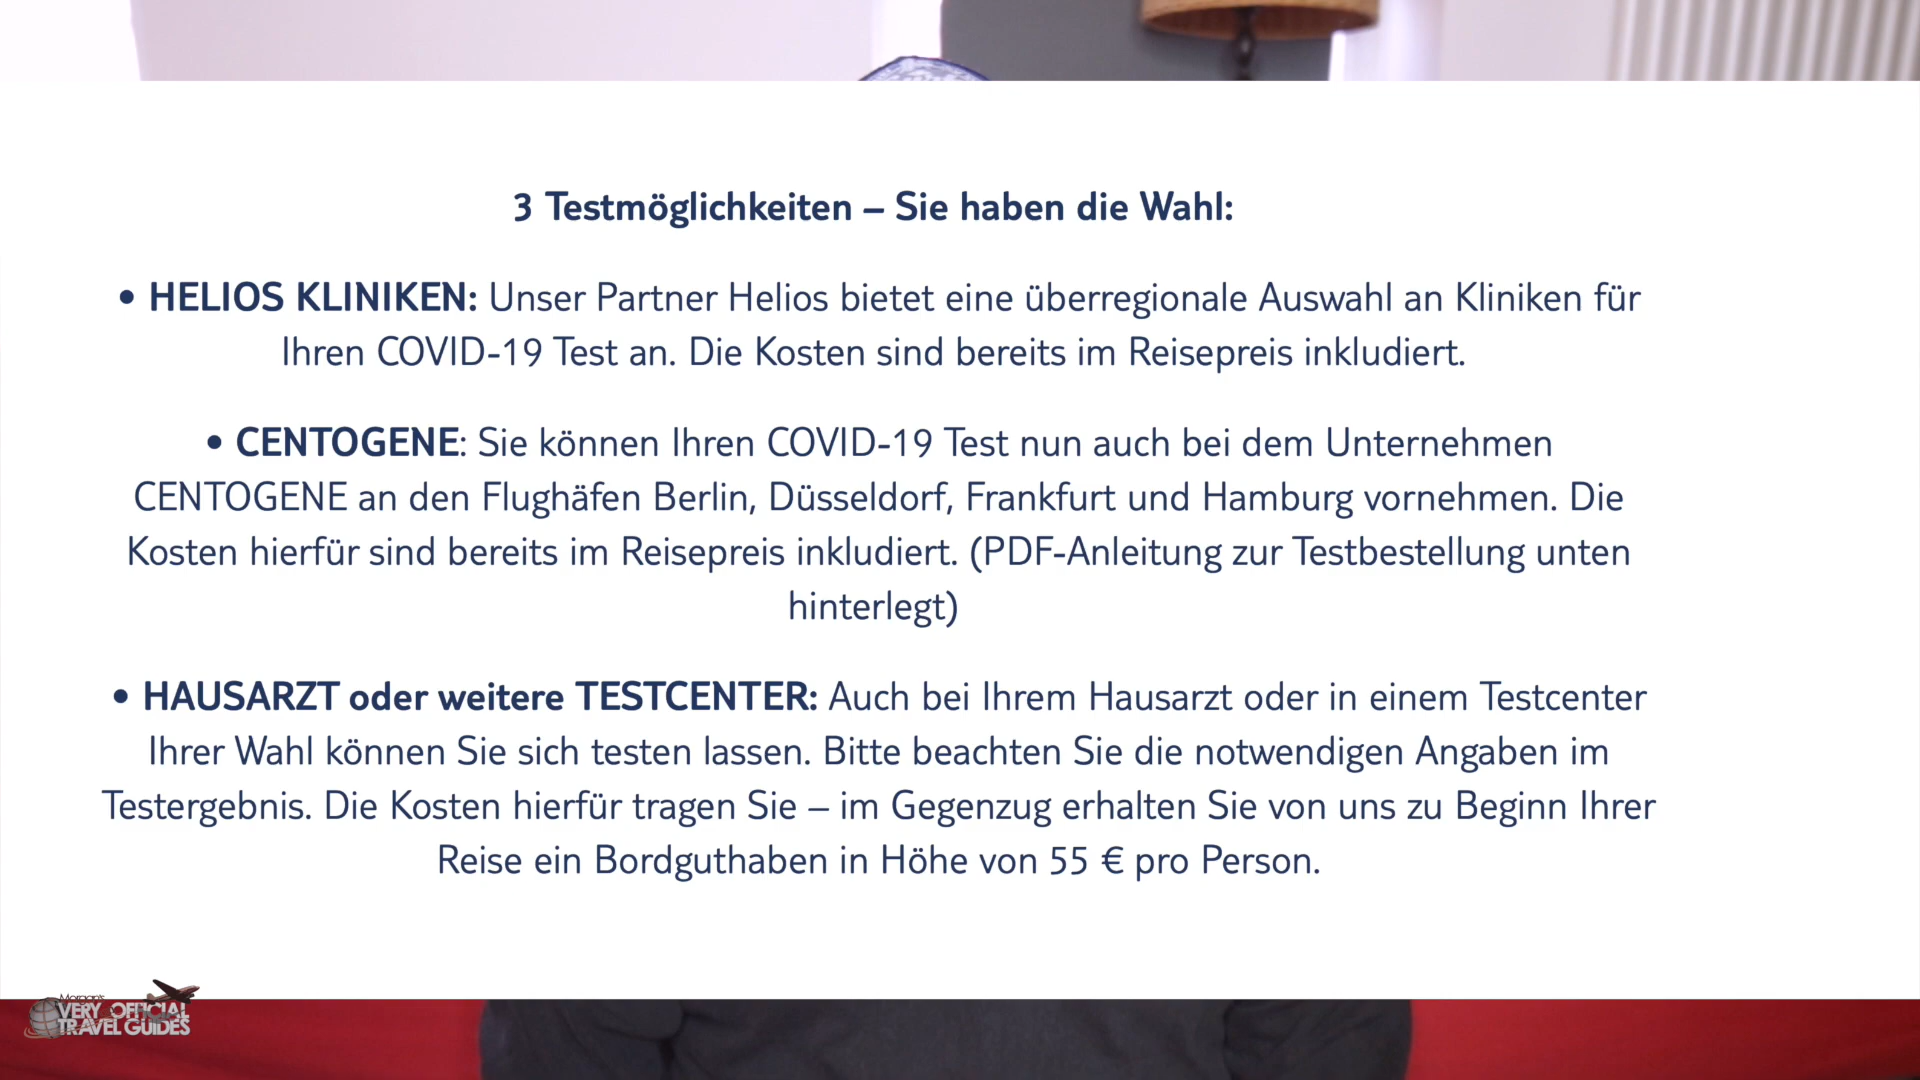 3 Testmöglichkeiten – Sie haben die Wahl:
• HELIOS KLINIKEN: Unser Partner Helios bietet eine überregionale Auswahl an Kliniken für
Ihren COVID-19 Test an. Die Kosten sind bereits im Reisepreis inkludiert.
• CENTOGENE: Sie können Ihren COVID-19 Test nun auch bei dem Unternehmen
CENTOGENE an den Flughäfen Berlin, Düsseldorf, Frankfurt und Hamburg vornehmen. Die
Kosten hierfür sind bereits im Reisepreis inkludiert. (PDF-Anleitung zur Testbestellung unten
hinterlegt)
• HAUSARZT oder weitere TESTCENTER: Auch bei Ihrem Hausarzt oder in einem Testcenter
Ihrer Wahl können Sie sich testen lassen. Bitte beachten Sie die notwendigen Angaben im
Testergebnis. Die Kosten hierfür tragen Sie – im Gegenzug erhalten Sie von uns zu Beginn Ihrer
Reise ein Bordguthaben in Höhe von 55 € pro Person.
Morgan's
VERY OFFICIAL
TRAVEL GUIDES